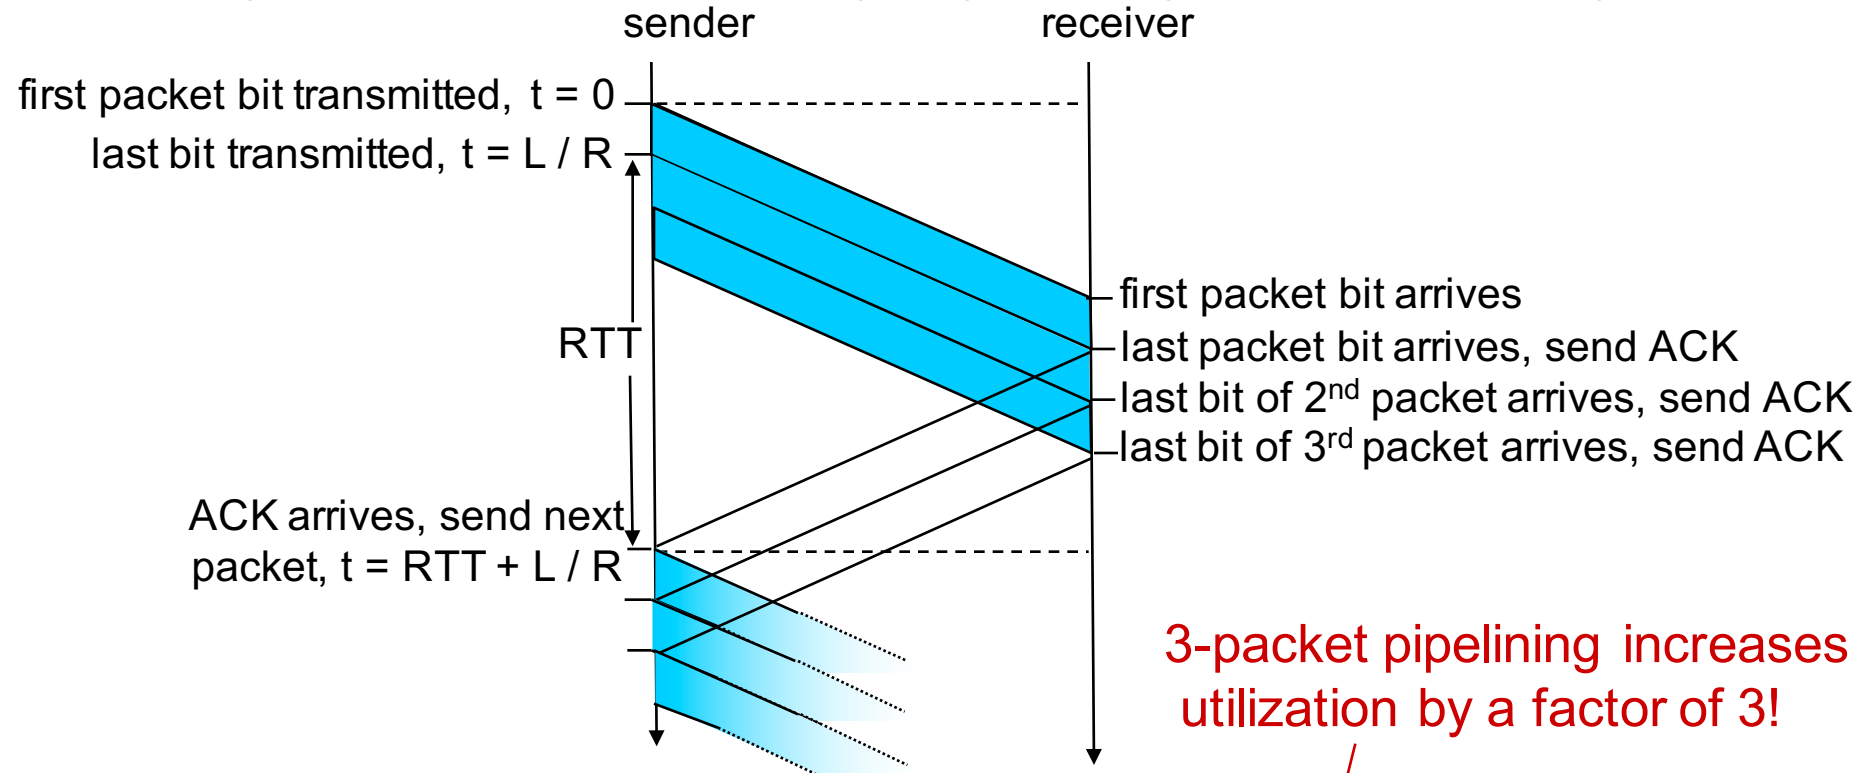 sender
receiver
first packet bit transmitted, t = 0
last bit transmitted, t = L / R
first packet bit arrives
RTT
last packet bit arrives, send ACK
last bit of 2nd packet arrives, send ACK
last bit of 3rd packet arrives, send ACK
ACK arrives, send next
packet, t = RTT + L / R
3-packet pipelining increases
utilization by a factor of 3!